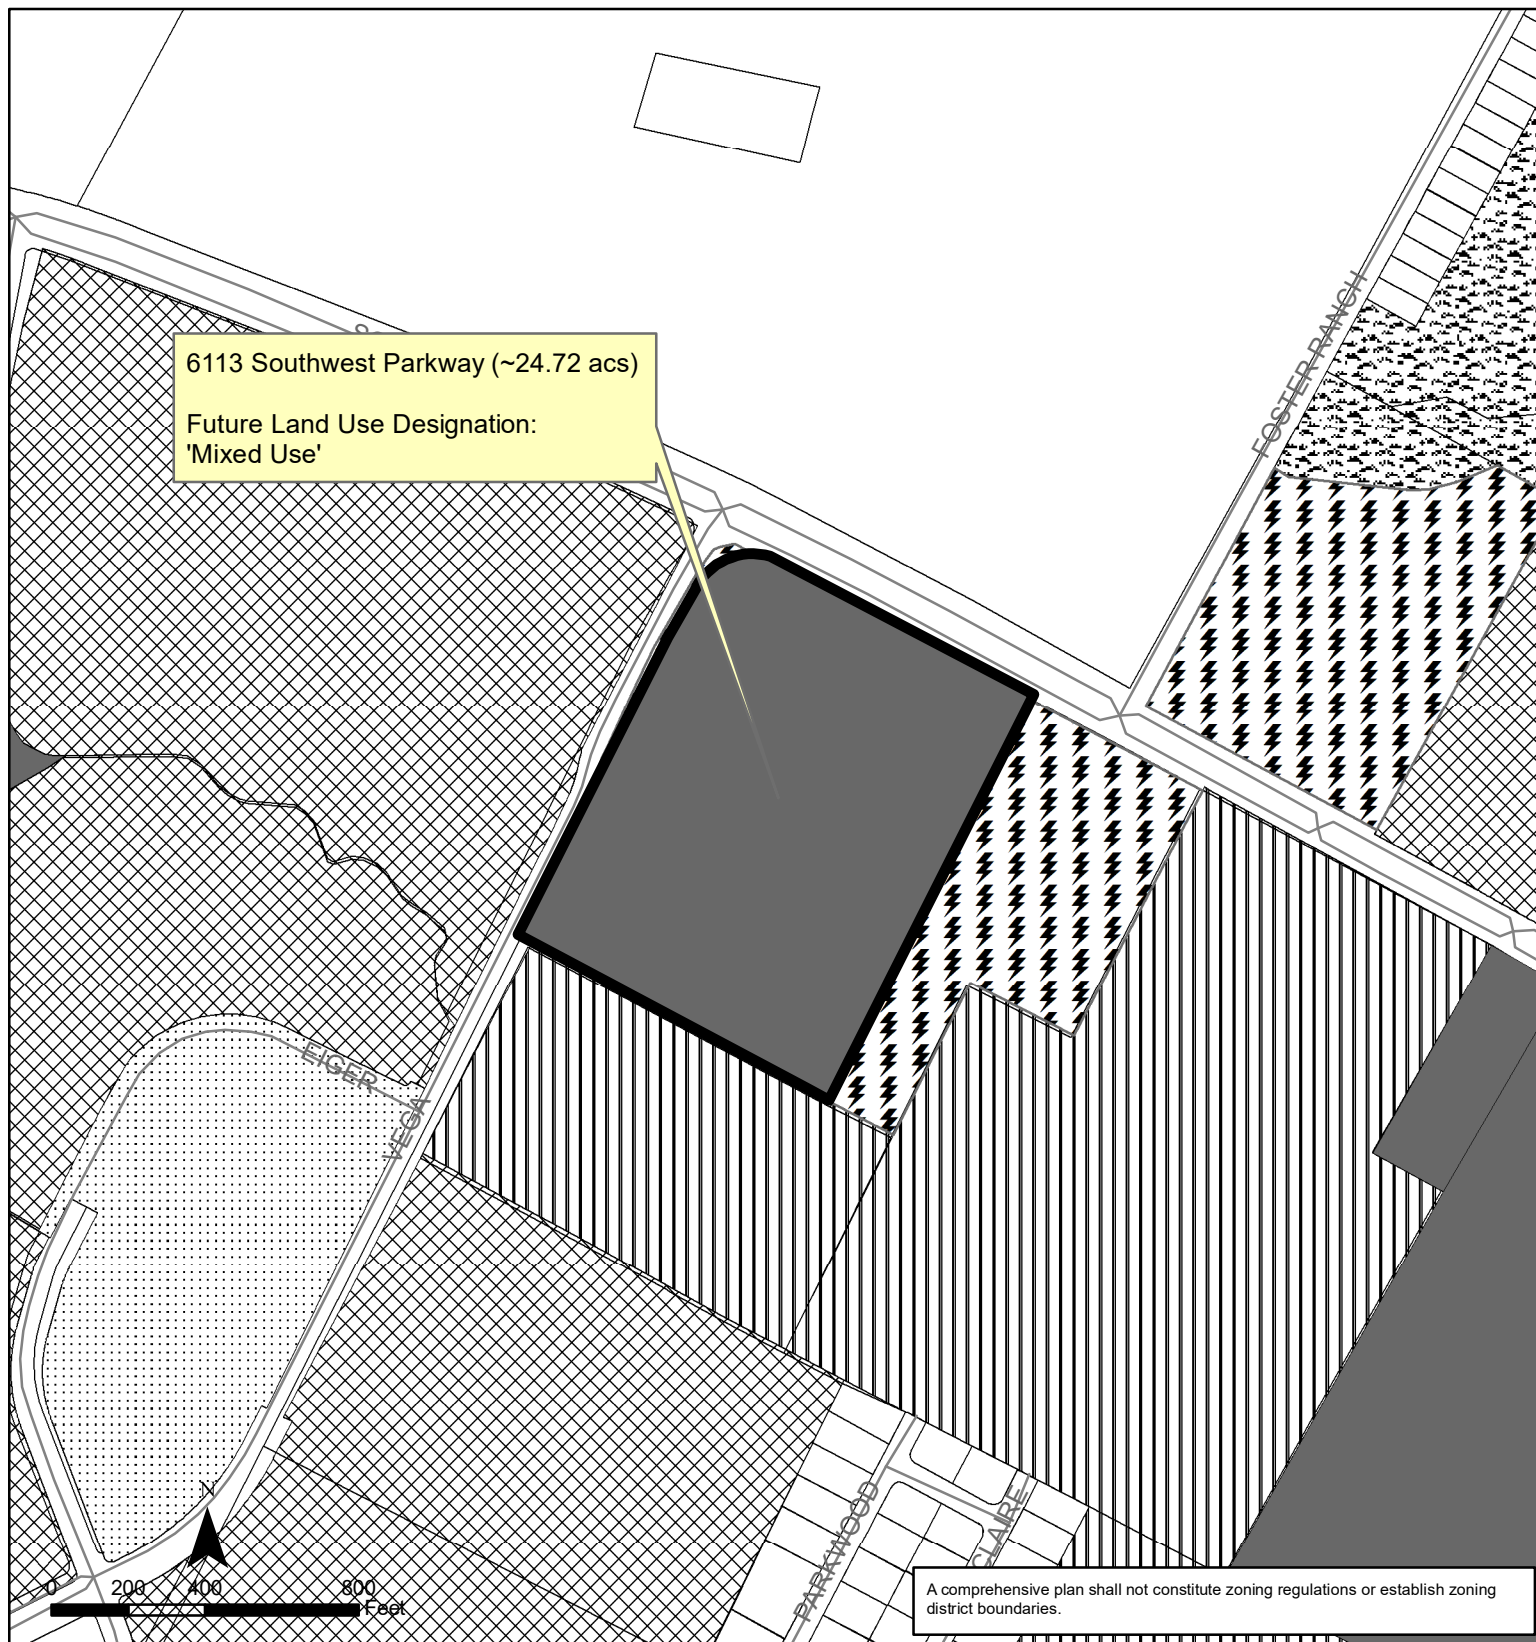 6113 Southwest Parkway (~24.72 acs)
Future Land Use Designation:
'Mixed Use'
FOSTER RANCH
EIGER
VEGA
PARKWOOD
CLAIRE
N
0 200 400 800
Feet
A comprehensive plan shall not constitute zoning regulations or establish zoning
district boundaries.